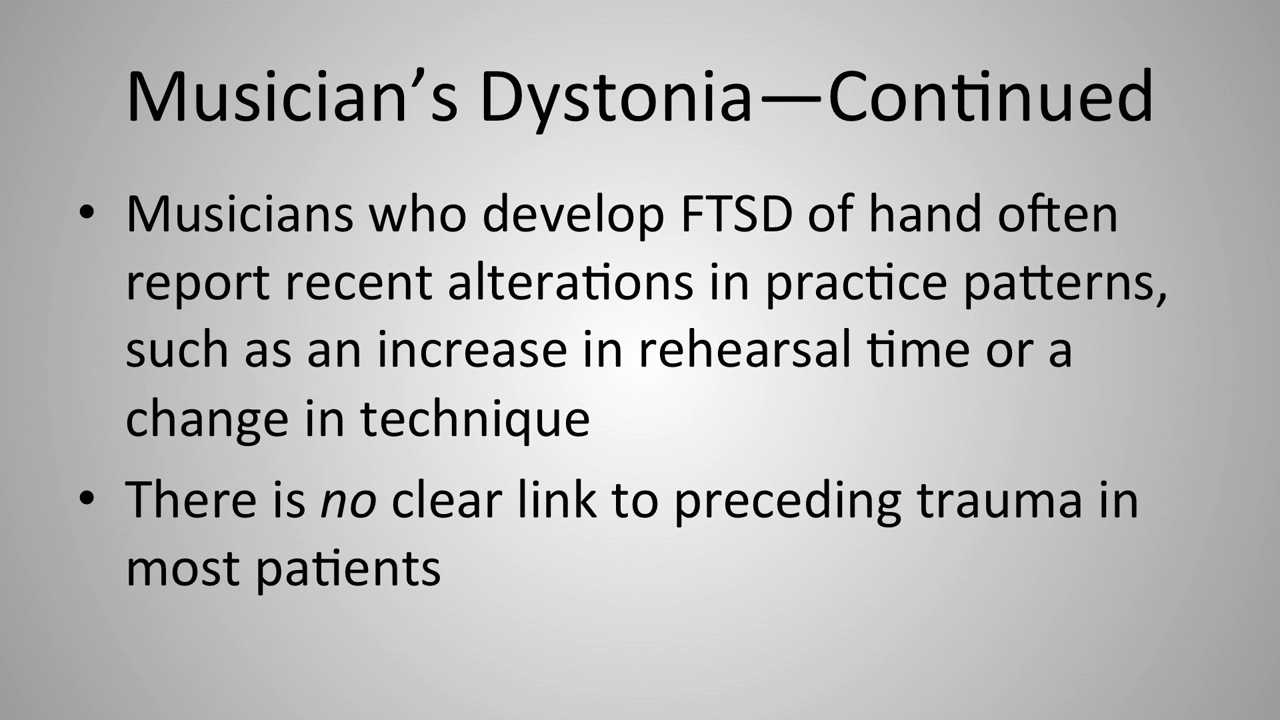 Musician’s Dystonia—Continued
• Musicians who develop FTSD of hand often
report recent alterations in practice patterns,
such as an increase in rehearsal time or a
change in technique
• There is no clear link to preceding trauma in
most patients